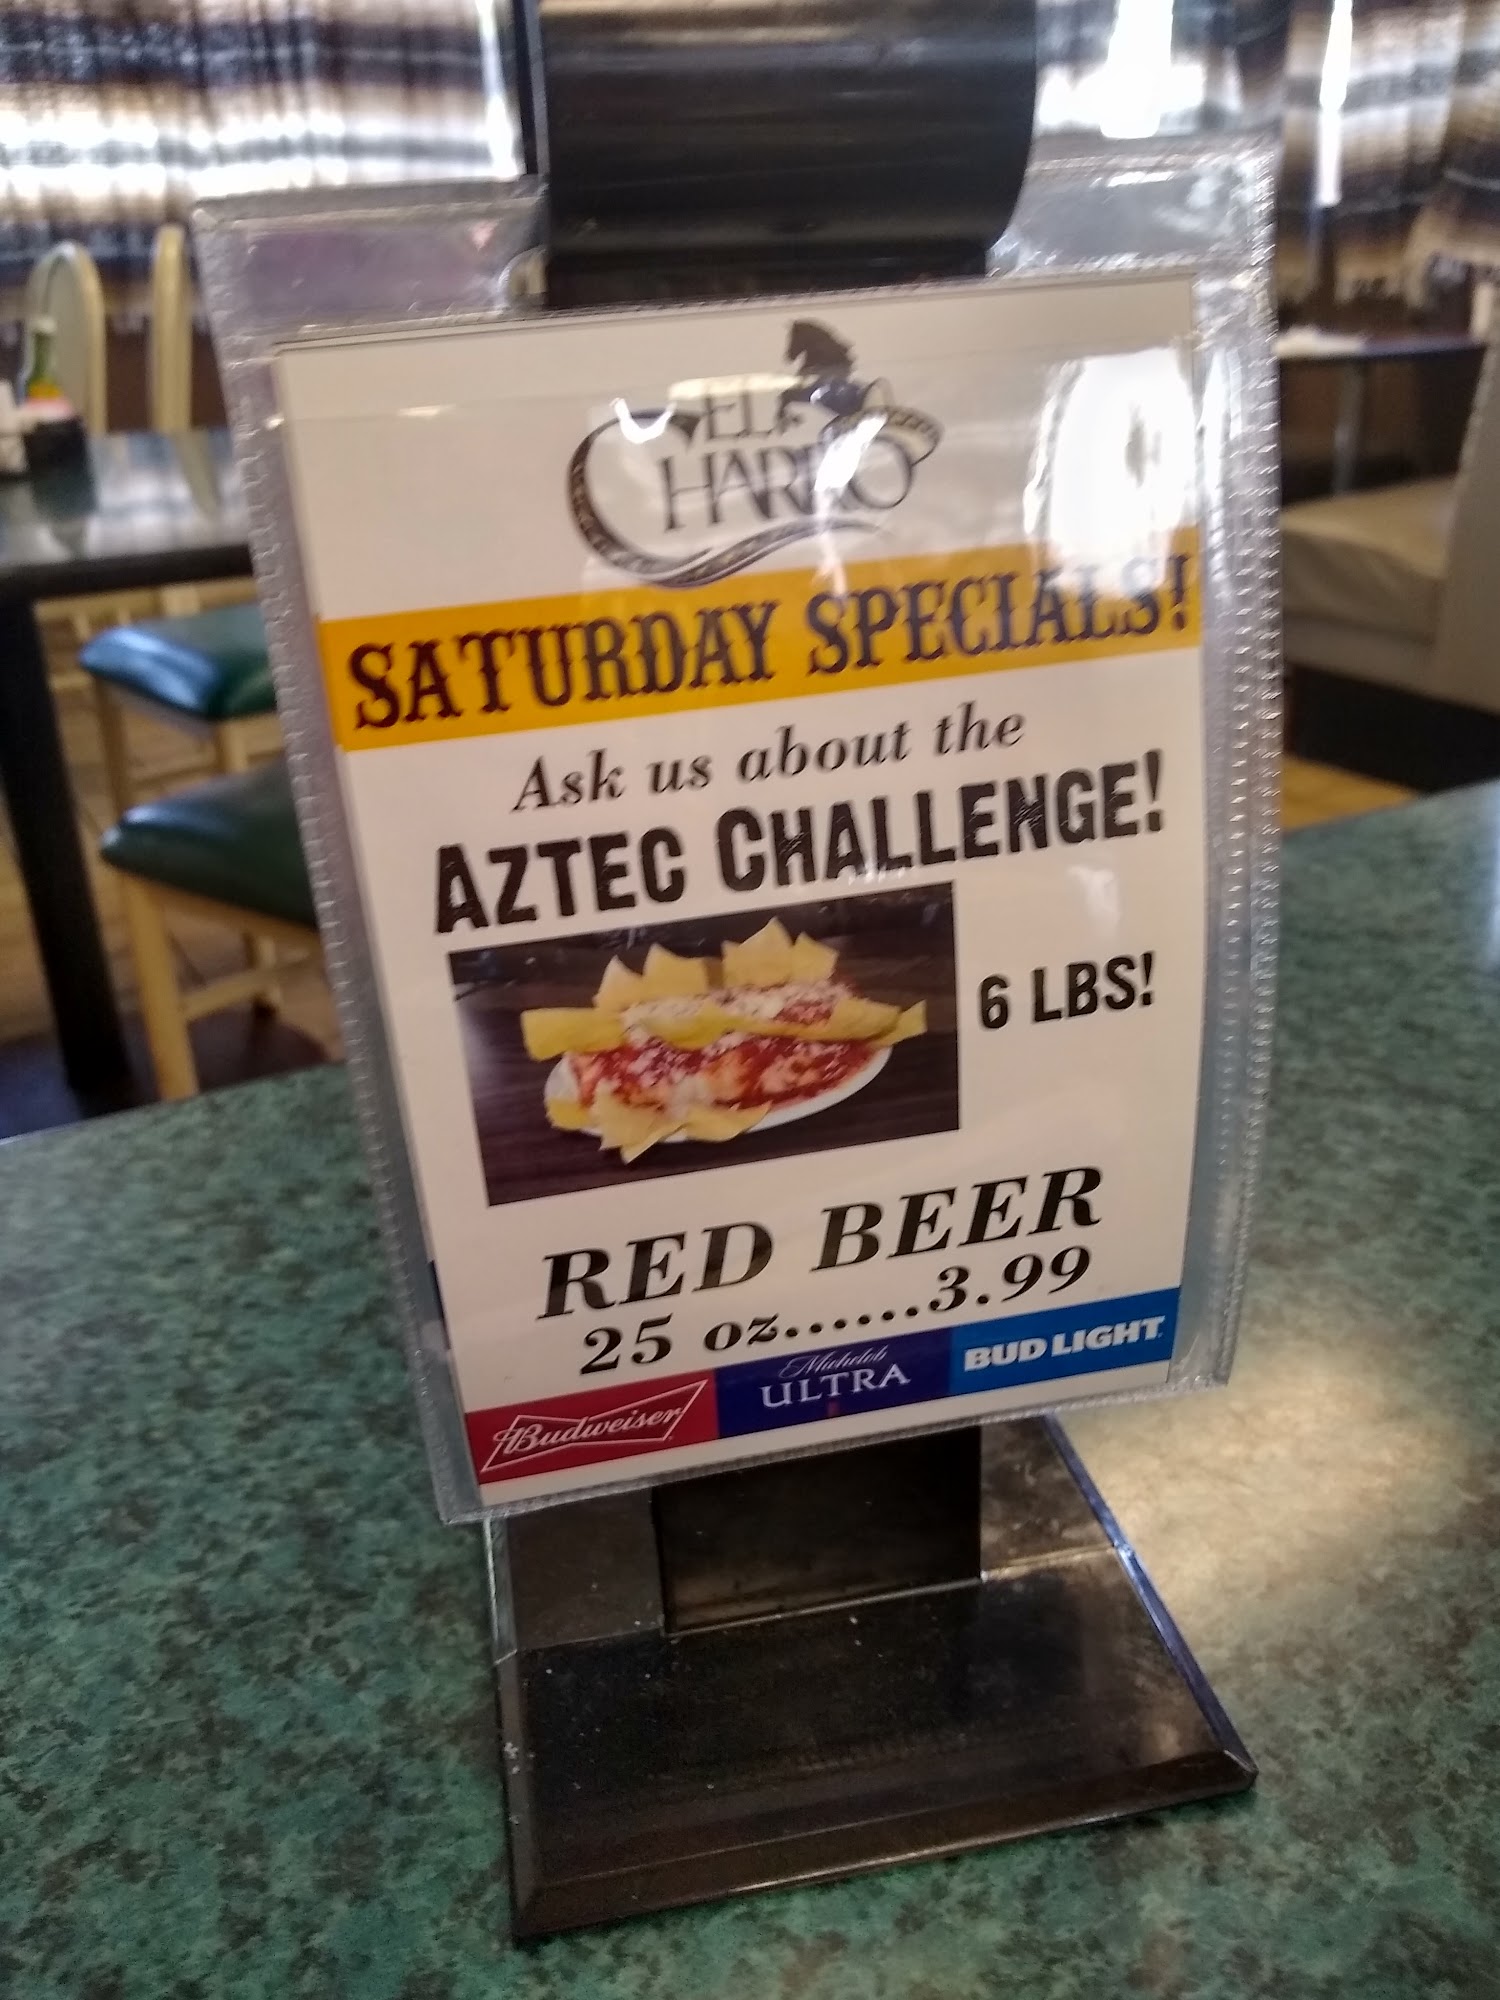 EL
CHARRO
SATURDAY SPECIALS!
Ask us about the
AZTEC CHALLENGE!
6 LBS!
RED BEER
25 oz......3.99
Budweiser
Michelob
ULTRA
BUD LIGHT